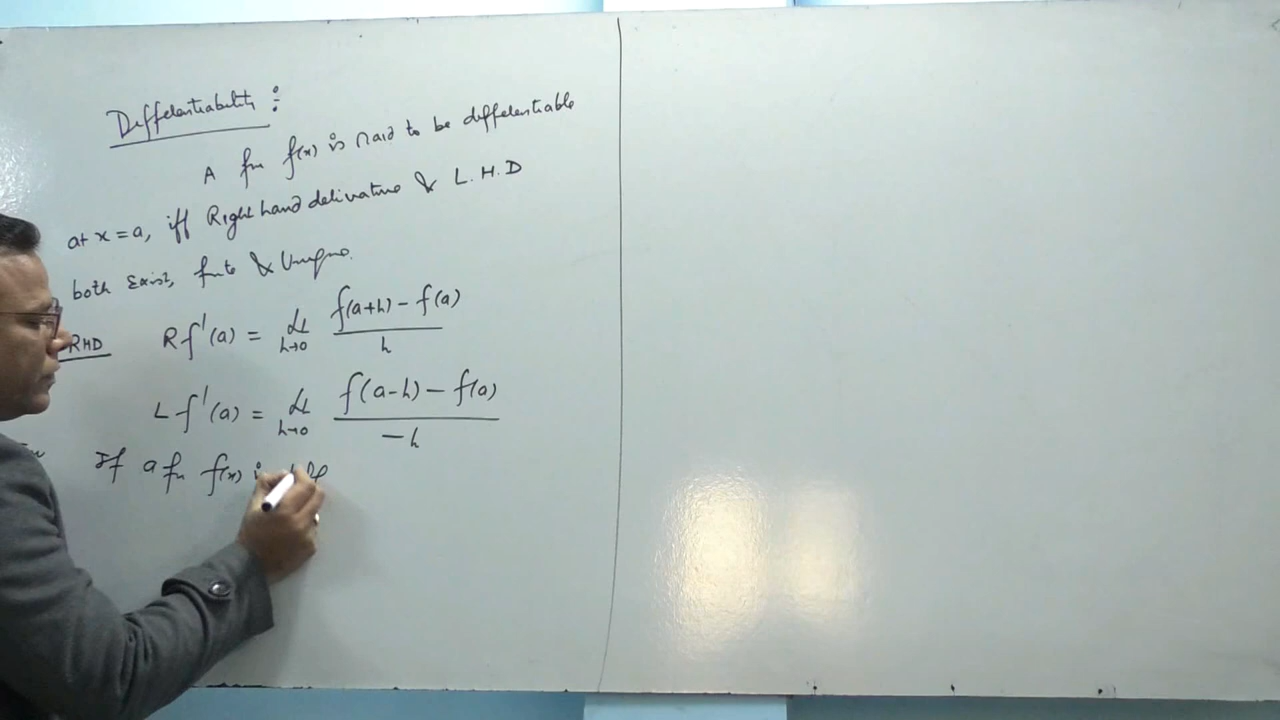 Differentiability :
A fn f(x) is said to be differentiable
at x = a, iff Right hand derivative & L.H.D
both Exist, finite & Unique.
RHD Rf'(a) = Lt h→0 f(a+h) - f(a) / h
Lf'(a) = Lt h→0 f(a-h) - f(a) / -h
If a fn f(x) is